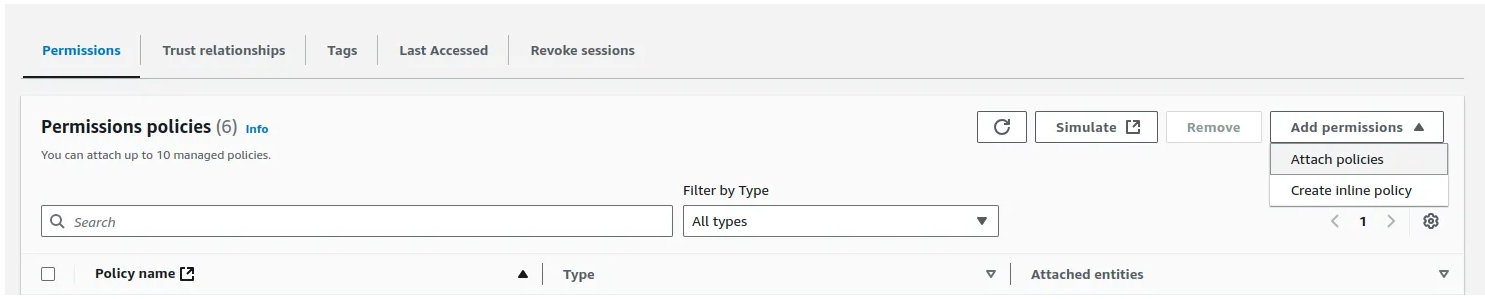 Permissions
Trust relationships
Tags
Last Accessed
Revoke sessions
Permissions policies (6) Info
You can attach up to 10 managed policies.
Simulate
Remove
Add permissions
Attach policies
Create inline policy
Filter by Type
Search
All types
1
Policy name
Type
Attached entities